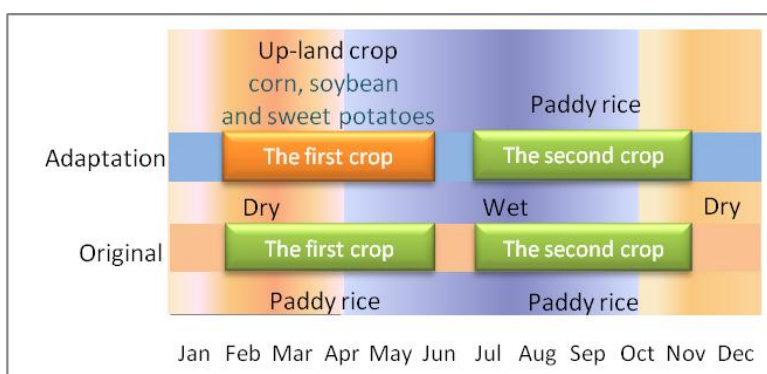 Up-land crop
corn, soybean
and sweet potatoes
Paddy rice
Adaptation
The first crop
The second crop
Dry
Wet
Dry
Original
The first crop
The second crop
Paddy rice
Paddy rice
Jan Feb Mar Apr May Jun Jul Aug Sep Oct Nov Dec